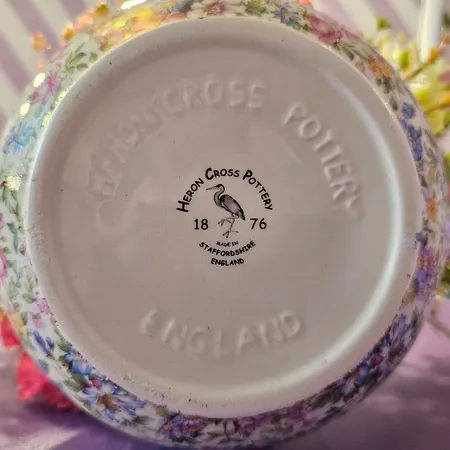 HERON CROSS POTTERY
HERON CROSS POTTERY
18 76
MADE IN
STAFFORDSHIRE
ENGLAND
ENGLAND